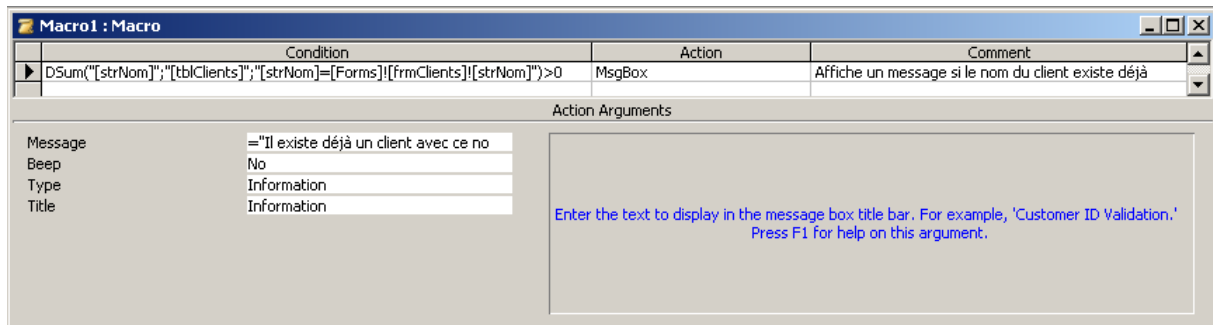 Macro1 : Macro
Condition Action Comment
DSum("[strNom]";"[tblClients]";"[strNom]=[Forms]![frmClients]![strNom]")>0 MsgBox Affiche un message si le nom du client existe déjà
Action Arguments
Message ="Il existe déjà un client avec ce no
Beep No
Type Information
Title Information
Enter the text to display in the message box title bar. For example, 'Customer ID Validation.'
Press F1 for help on this argument.